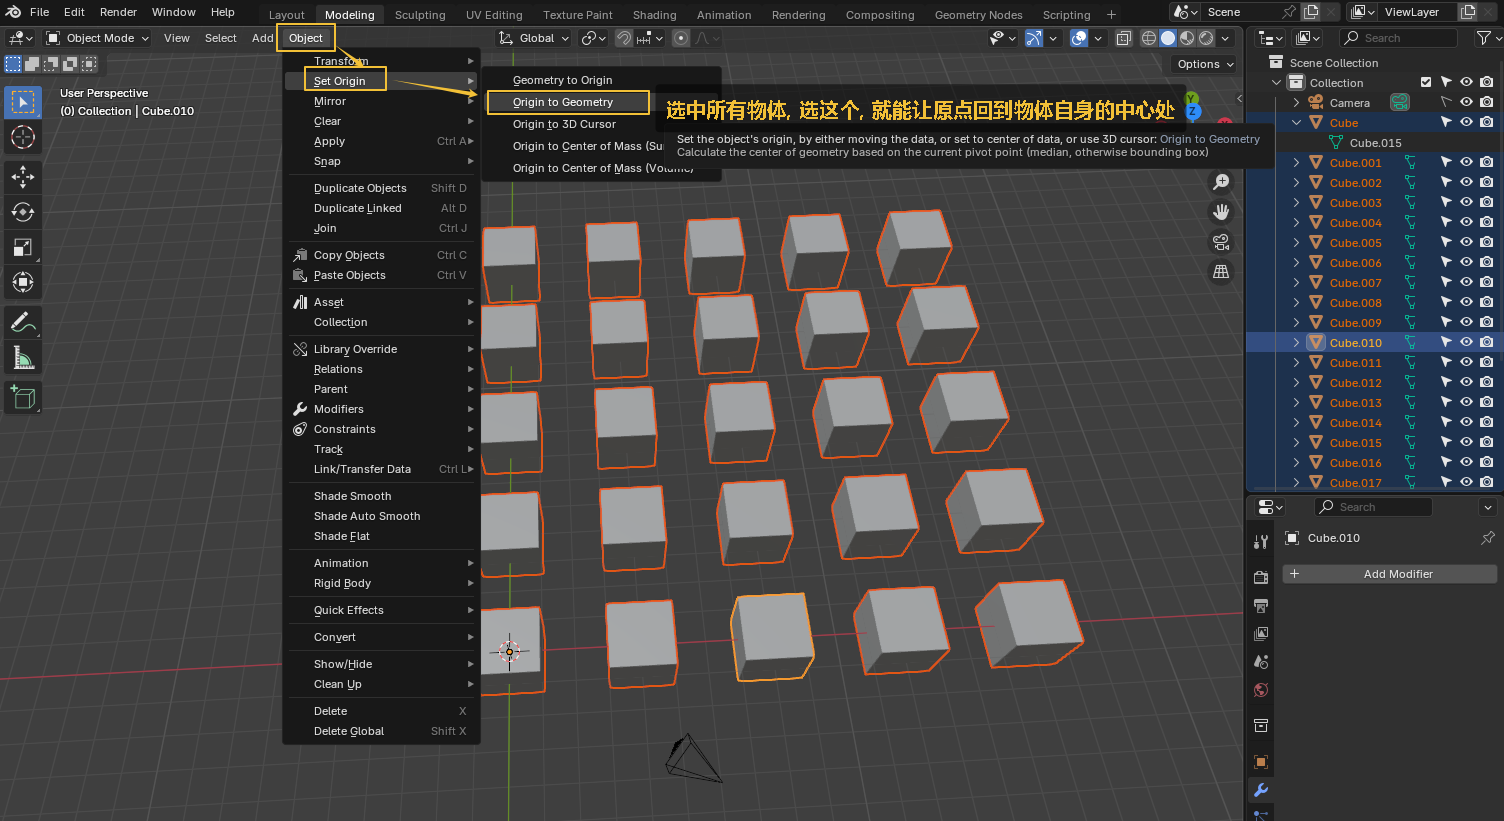 File Edit Render Window Help Layout Modeling Sculpting UV Editing Texture Paint Shading Animation Rendering Compositing Geometry Nodes Scripting + Scene ViewLayer
Object Mode View Select Add Object Global Search
Options
User Perspective
(0) Collection | Cube.010
Transform
Set Origin
Mirror
Clear
Apply Ctrl A
Snap
Duplicate Objects Shift D
Duplicate Linked Alt D
Join Ctrl J
Copy Objects Ctrl C
Paste Objects Ctrl V
Asset
Collection
Library Override
Relations
Parent
Modifiers
Constraints
Track
Link/Transfer Data Ctrl L
Shade Smooth
Shade Auto Smooth
Shade Flat
Animation
Rigid Body
Quick Effects
Convert
Show/Hide
Clean Up
Delete X
Delete Global Shift X
Geometry to Origin
Origin to Geometry
Origin to 3D Cursor
Origin to Center of Mass (Su
Origin to Center of Mass (Volume)
选中所有物体, 选这个, 就能让原点回到物体自身的中心处
Y
Z
Set the object's origin, by either moving the data, or set to center of data, or use 3D cursor: Origin to Geometry
Calculate the center of geometry based on the current pivot point (median, otherwise bounding box)
Scene Collection
Collection
Camera
Cube
Cube.015
Cube.001
Cube.002
Cube.003
Cube.004
Cube.005
Cube.006
Cube.007
Cube.008
Cube.009
Cube.010
Cube.011
Cube.012
Cube.013
Cube.014
Cube.015
Cube.016
Cube.017
Search
Cube.010
+ Add Modifier